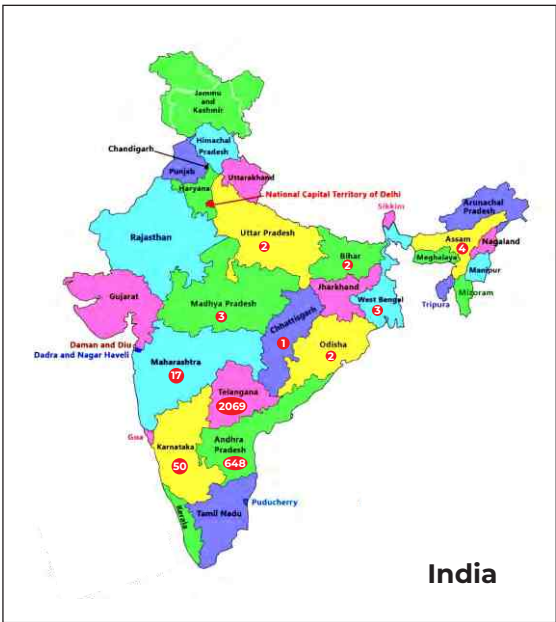 Jammu
and
Kashmir
Himachal
Pradesh
Chandigarh
Punjab
Uttarakhand
Haryana
National Capital Territory of Delhi
Arunachal
Pradesh
Sikkim
Rajasthan
Uttar Pradesh
2
Assam
4
Nagaland
Bihar
2
Meghalaya
Manipur
Jharkhand
Gujarat
Madhya Pradesh
3
West Bengal
3
Tripura
Mizoram
Chhattisgarh
1
Daman and Diu
Dadra and Nagar Haveli
Odisha
2
Maharashtra
17
Telangana
2069
Goa
Karnataka
50
Andhra
Pradesh
648
Puducherry
Kerala
Tamil Nadu
India